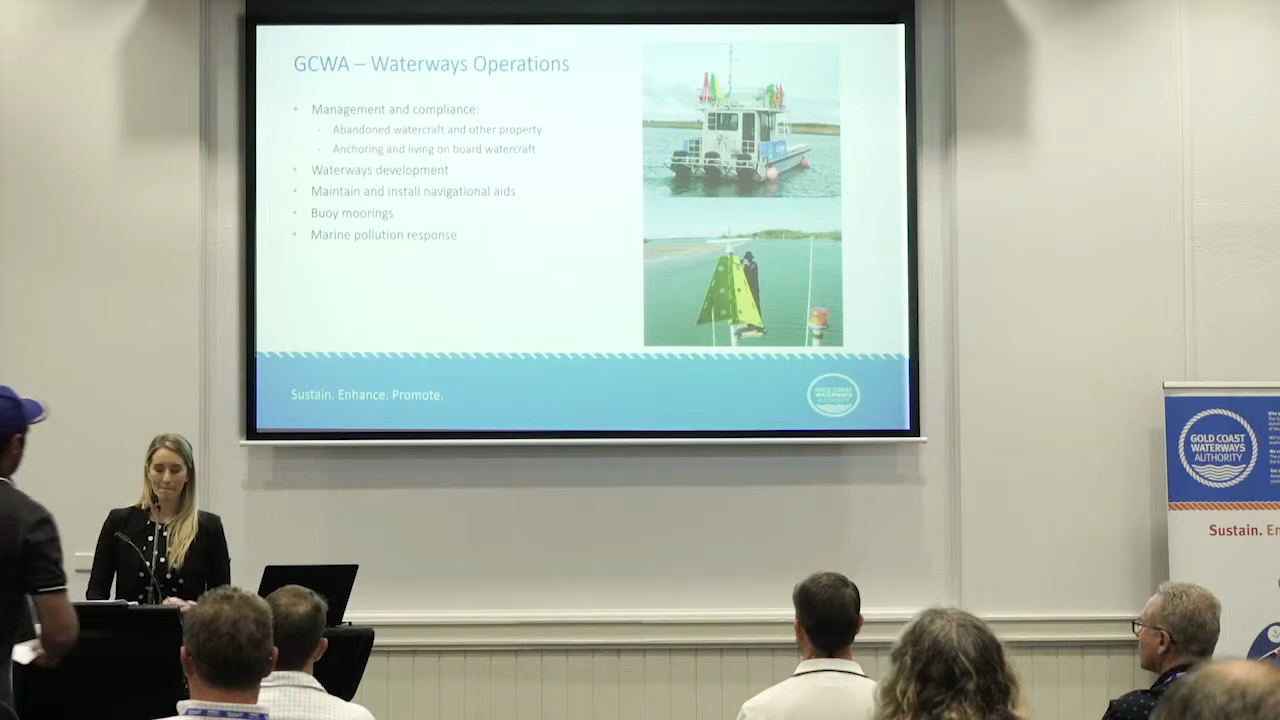 GCWA – Waterways Operations
• Management and compliance:
- Abandoned watercraft and other property
- Anchoring and living on board watercraft
• Waterways development
• Maintain and install navigational aids
• Buoy moorings
• Marine pollution response
Sustain. Enhance. Promote.
GOLD COAST
WATERWAYS
AUTHORITY
GOLD COAST
WATERWAYS
AUTHORITY
Sustain.